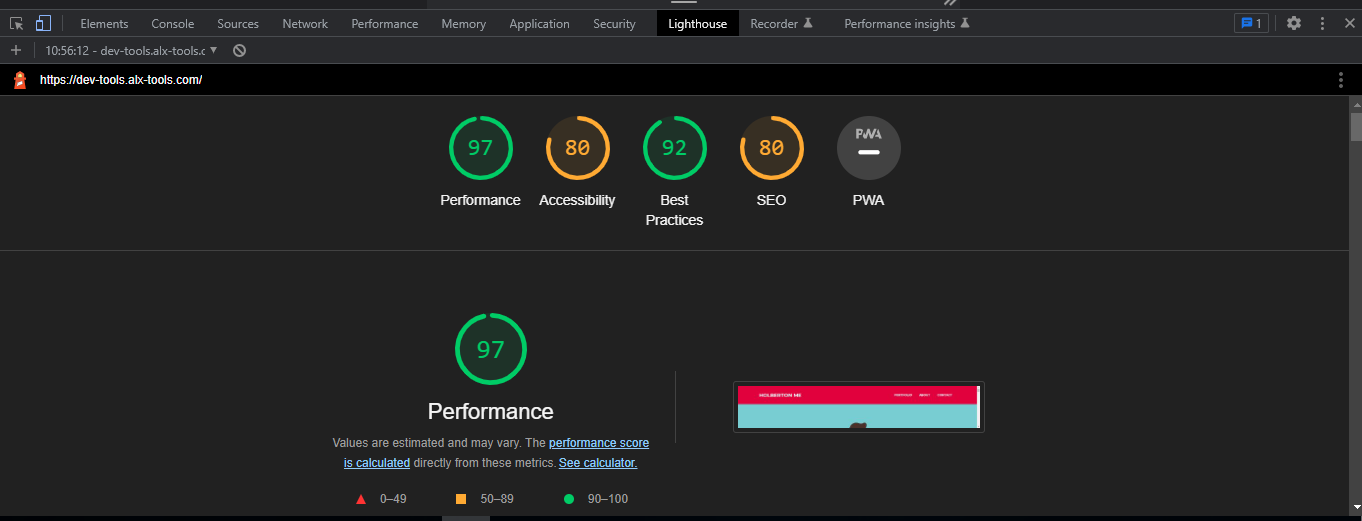 Elements Console Sources Network Performance Memory Application Security Lighthouse Recorder Performance insights 1
10:56:12 - dev-tools.alx-tools.c
https://dev-tools.alx-tools.com/
97 80 92 80 PWA
Performance Accessibility Best Practices SEO PWA
97
Performance
Values are estimated and may vary. The performance score
is calculated directly from these metrics. See calculator.
0–49 50–89 90–100
HOLBERTON ME PORTFOLIO ABOUT CONTACT